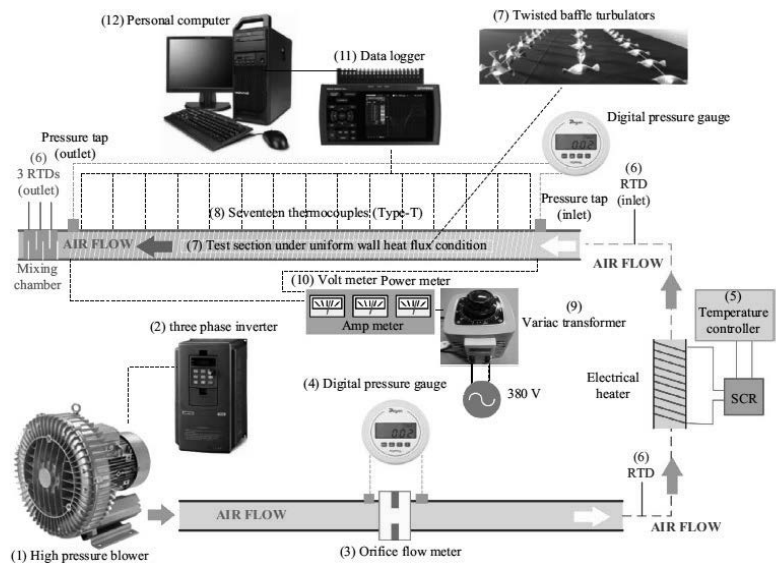 (12) Personal computer
(7) Twisted baffle turbulators
(11) Data logger
Digital pressure gauge
Pressure tap
(outlet)
(6)
3 RTDs
(outlet)
(6)
RTD
(inlet)
Pressure tap
(inlet)
(8) Seventeen thermocouples (Type-T)
AIR FLOW
(7) Test section under uniform wall heat flux condition
Mixing
chamber
AIR FLOW
(10) Volt meter Power meter
Amp meter
(9)
Variac transformer
(5)
Temperature
controller
(2) three phase inverter
(4) Digital pressure gauge
380 V
Electrical
heater
SCR
(6)
RTD
AIR FLOW
AIR FLOW
(1) High pressure blower
(3) Orifice flow meter